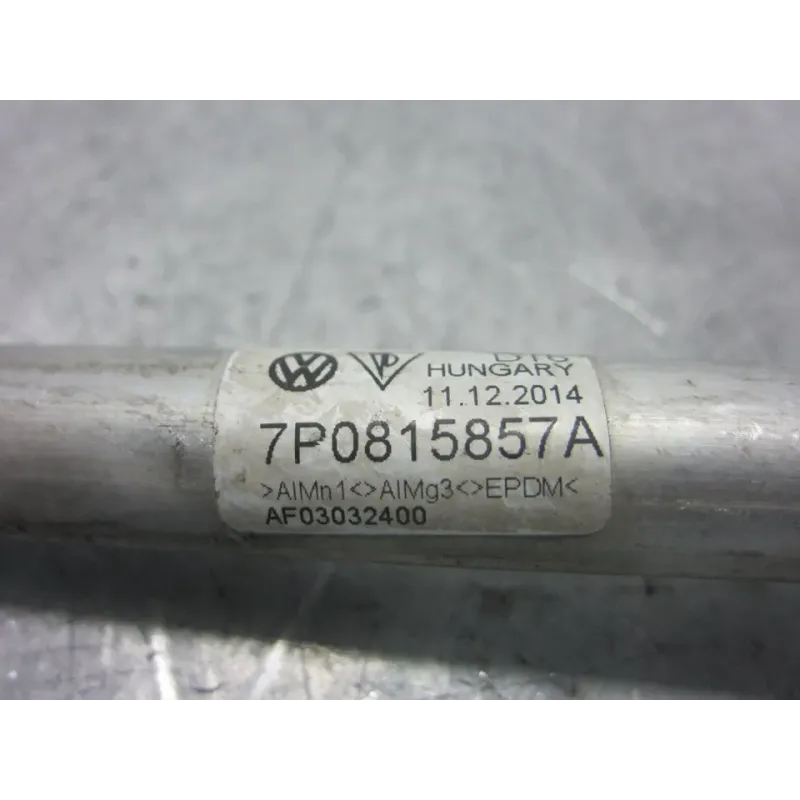 HUNGARY
11.12.2014
7P0815857A
>AlMn1<>AlMg3<>EPDM<
AF03032400